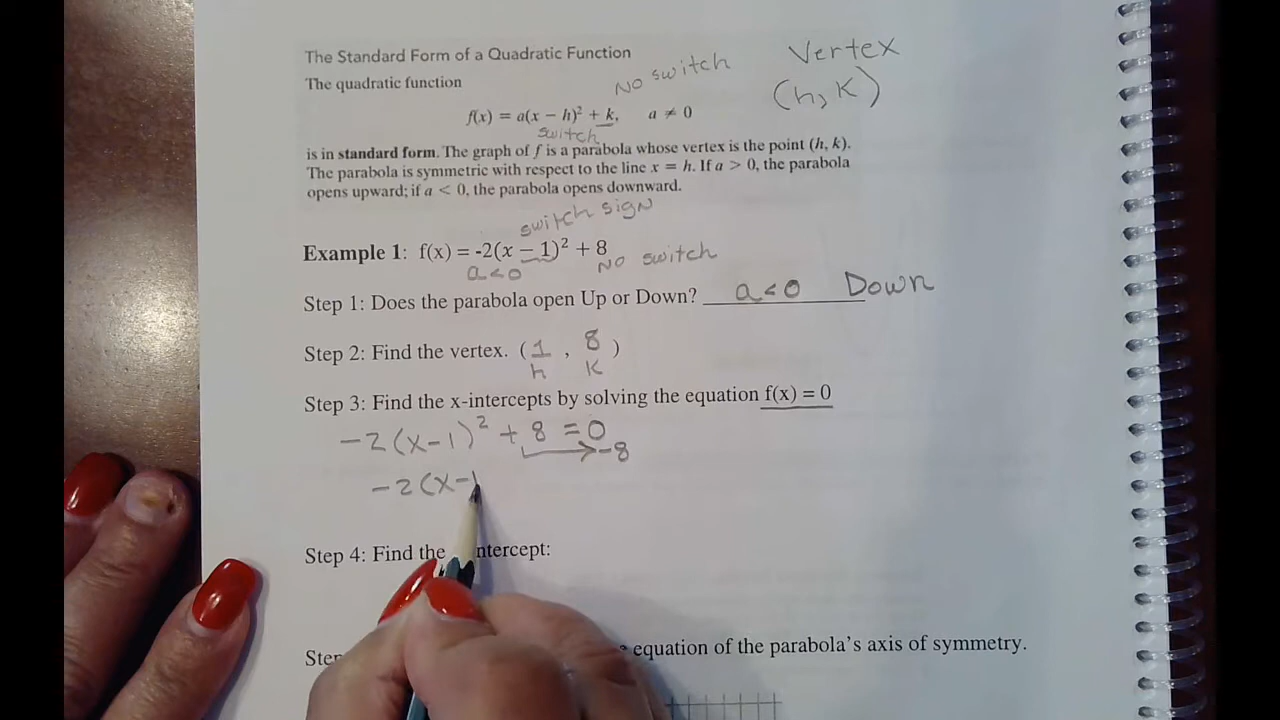 The Standard Form of a Quadratic Function
Vertex
The quadratic function
NO switch
(h, K)
f(x) = a(x − h)² + k, a ≠ 0
switch
is in standard form. The graph of f is a parabola whose vertex is the point (h, k).
The parabola is symmetric with respect to the line x = h. If a > 0, the parabola
opens upward; if a < 0, the parabola opens downward.
switch sign
Example 1: f(x) = -2(x − 1)² + 8
a<0 NO switch
Step 1: Does the parabola open Up or Down? a<0 Down
Step 2: Find the vertex. (1, 8)
h K
Step 3: Find the x-intercepts by solving the equation f(x) = 0
-2(x-1)² + 8 = 0
-8
-2(x-1
Step 4: Find the intercept:
equation of the parabola's axis of symmetry.